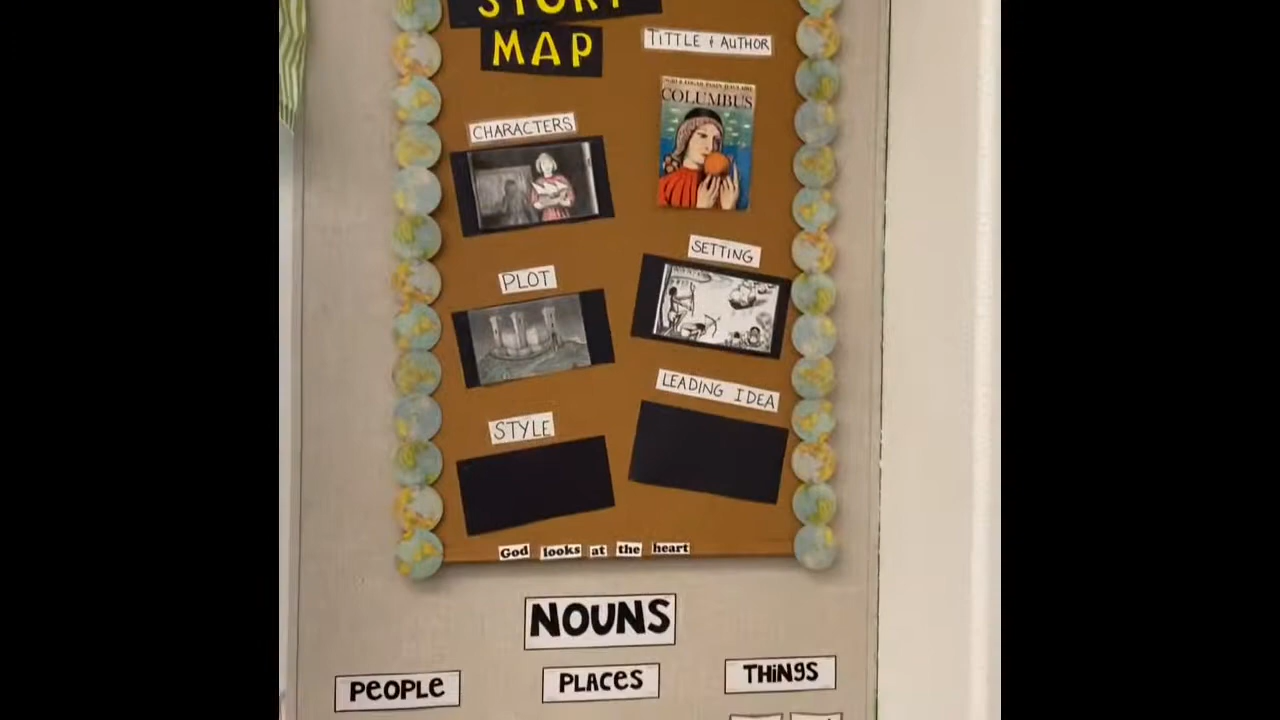 STORY
MAP
TITTLE & AUTHOR
COLUMBUS
CHARACTERS
SETTING
PLOT
LEADING IDEA
STYLE
God looks at the heart
NOUNS
PEOPLE
PLACES
THINGS